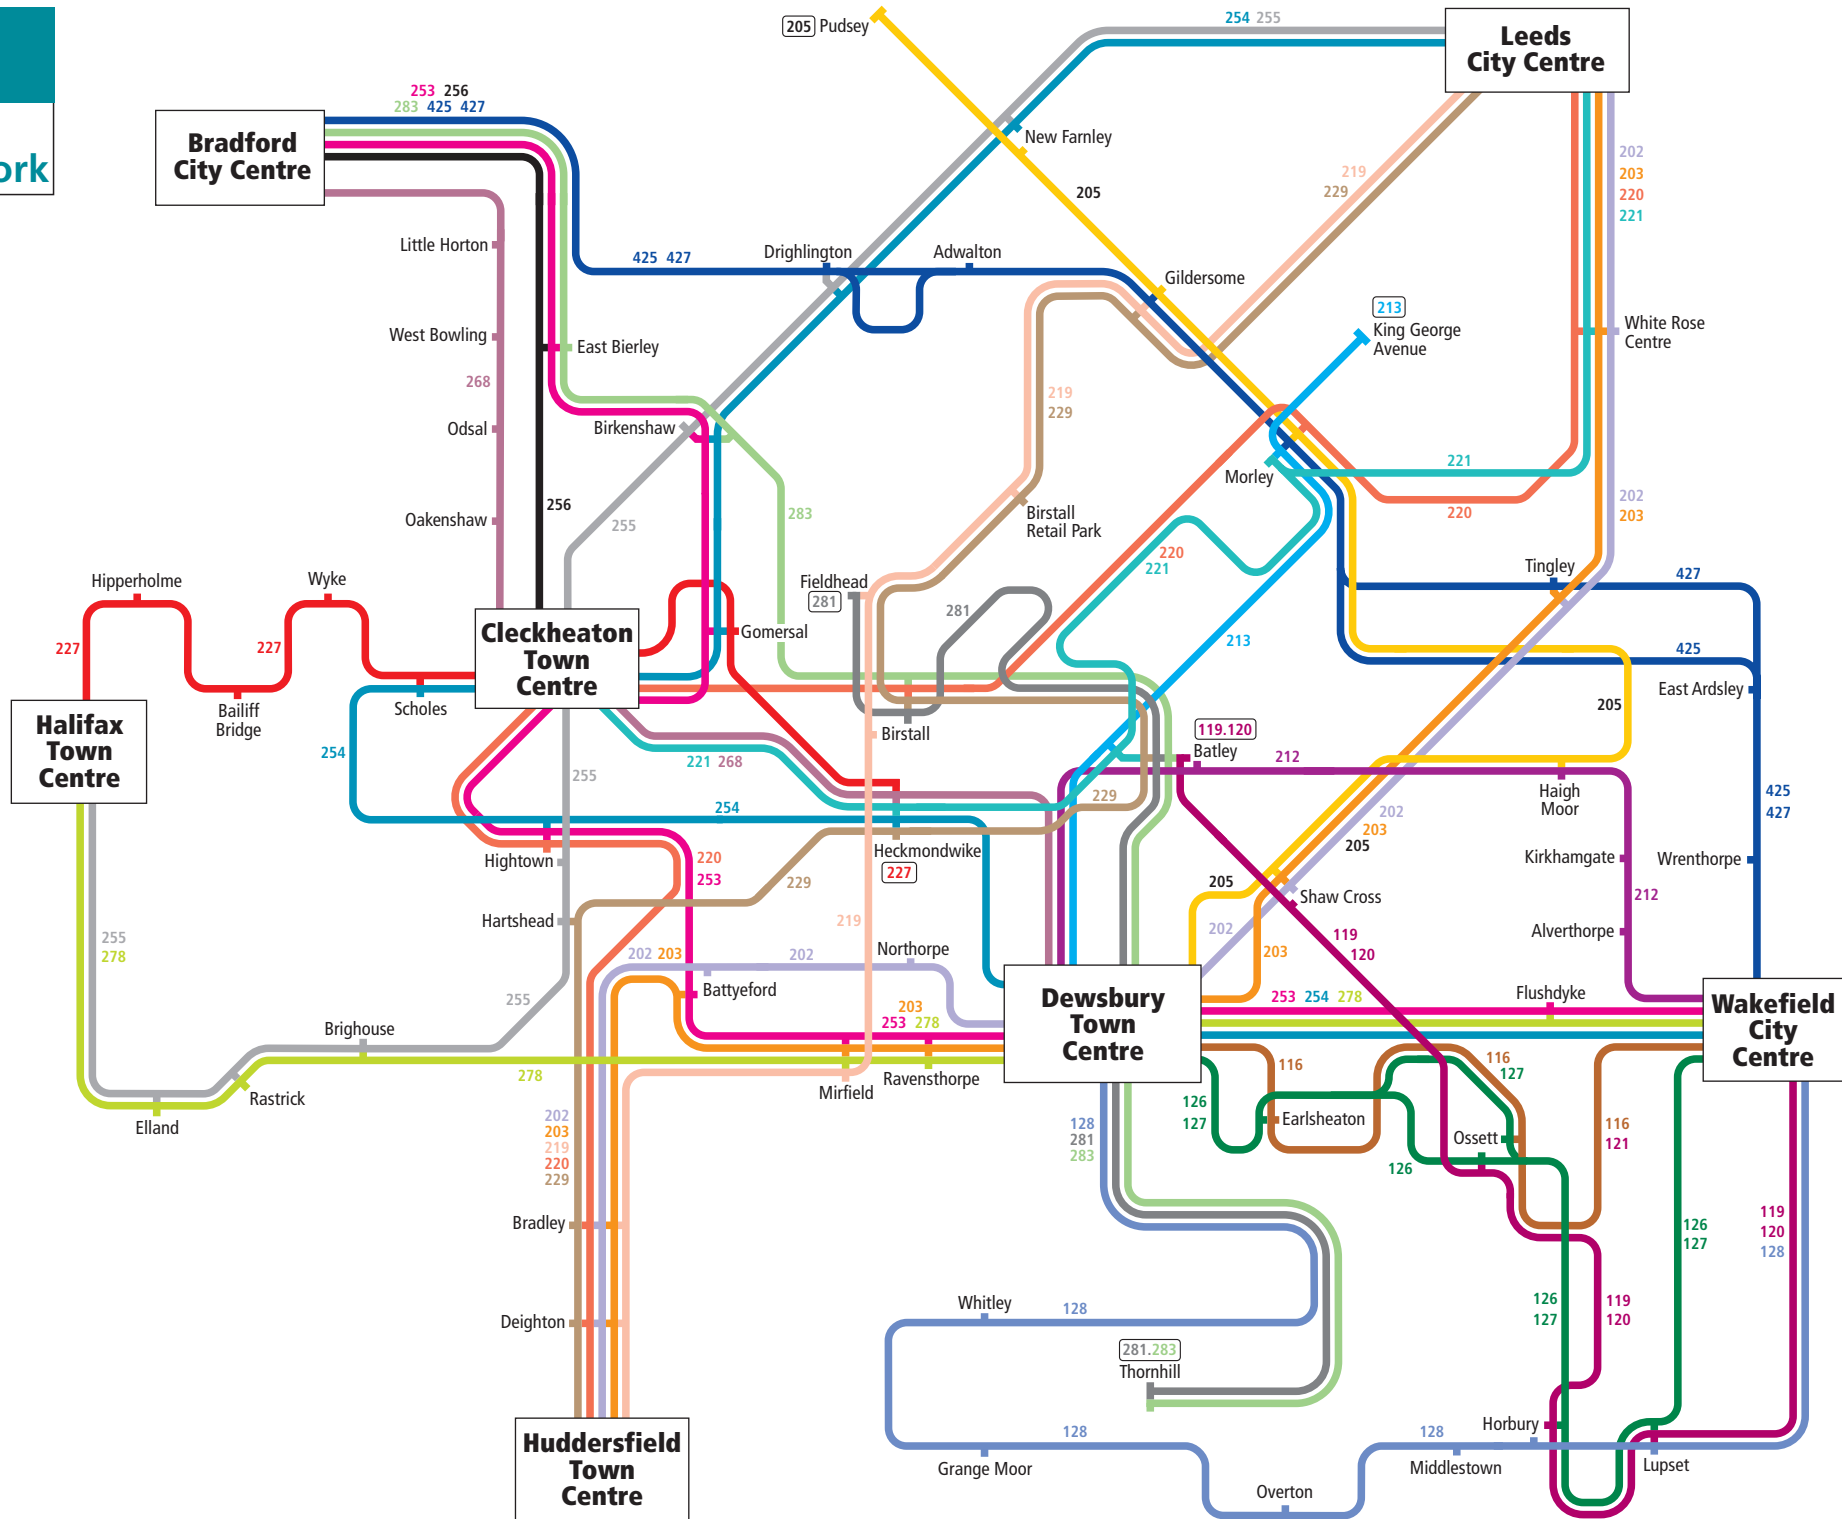 ork
205 Pudsey
254 255
Leeds
City Centre
253 256
283 425 427
Bradford
City Centre
New Farnley
205
219
229
202
203
220
221
Little Horton
425 427
Drighlington
Adwalton
Gildersome
213
King George
Avenue
White Rose
Centre
West Bowling
East Bierley
268
219
229
Odsal
Birkenshaw
Morley
221
Oakenshaw
256
255
283
Birstall
Retail Park
220
202
203
220
221
Tingley
427
Hipperholme
Wyke
Fieldhead
281
281
227
227
Cleckheaton
Town
Centre
Gomersal
213
425
East Ardsley
205
Scholes
Bailiff
Bridge
Halifax
Town
Centre
254
255
221 268
Birstall
119.120
Batley
212
229
Haigh
Moor
425
427
254
202
203
205
Hightown
220
253
Heckmondwike
227
229
Kirkhamgate
Wrenthorpe
205
Shaw Cross
212
Hartshead
219
202
119
120
Alverthorpe
255
278
202 203
202
Northorpe
203
Battyeford
255
Dewsbury
Town
Centre
253 254 278
Flushdyke
Wakefield
City
Centre
203
253 278
Brighouse
278
Mirfield
Ravensthorpe
116
116
127
Rastrick
Elland
126
127
Earlsheaton
Ossett
116
121
128
281
283
126
202
203
219
220
229
Bradley
119
120
128
126
127
Deighton
Whitley
128
126
127
119
120
281.283
Thornhill
Huddersfield
Town
Centre
128
Grange Moor
128
Middlestown
Horbury
Lupset
Overton